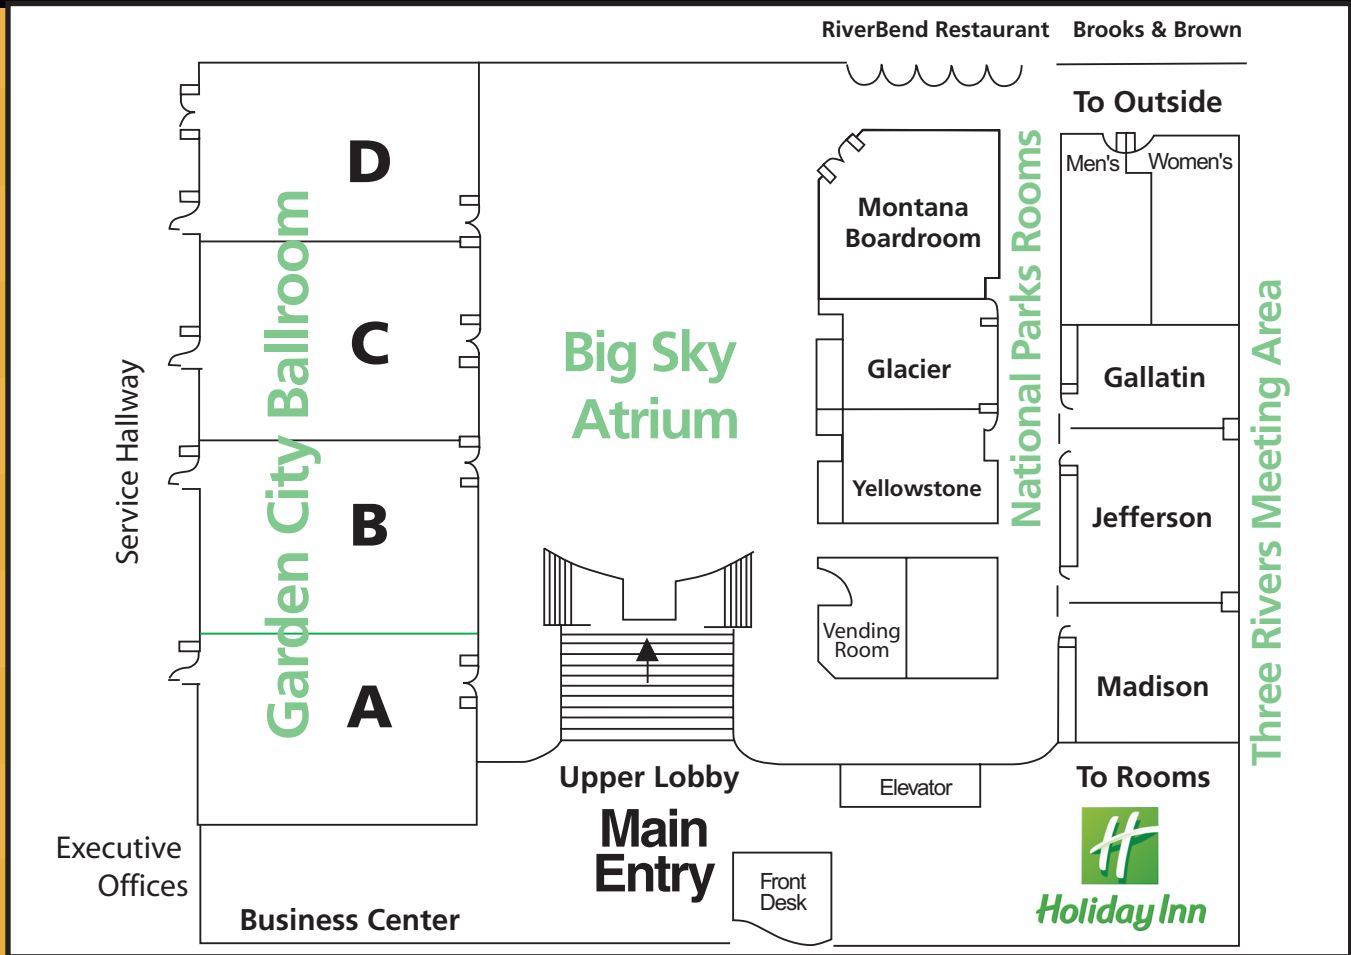 RiverBend Restaurant
Brooks & Brown
To Outside
Men's
Women's
D
Montana
Boardroom
C
Big Sky
Atrium
Glacier
Gallatin
B
Yellowstone
Jefferson
Vending
Room
A
Madison
Garden City Ballroom
Service Hallway
National Parks Rooms
Three Rivers Meeting Area
Upper Lobby
Elevator
To Rooms
Main
Entry
Executive
Offices
Front
Desk
Business Center
H
Holiday Inn